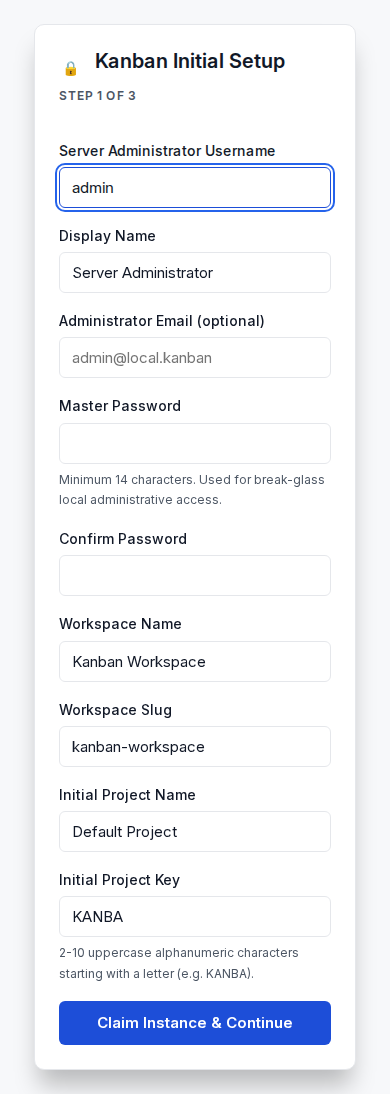 Kanban Initial Setup
STEP 1 OF 3
Server Administrator Username
admin
Display Name
Server Administrator
Administrator Email (optional)
admin@local.kanban
Master Password
Minimum 14 characters. Used for break-glass
local administrative access.
Confirm Password
Workspace Name
Kanban Workspace
Workspace Slug
kanban-workspace
Initial Project Name
Default Project
Initial Project Key
KANBA
2-10 uppercase alphanumeric characters
starting with a letter (e.g. KANBA).
Claim Instance & Continue